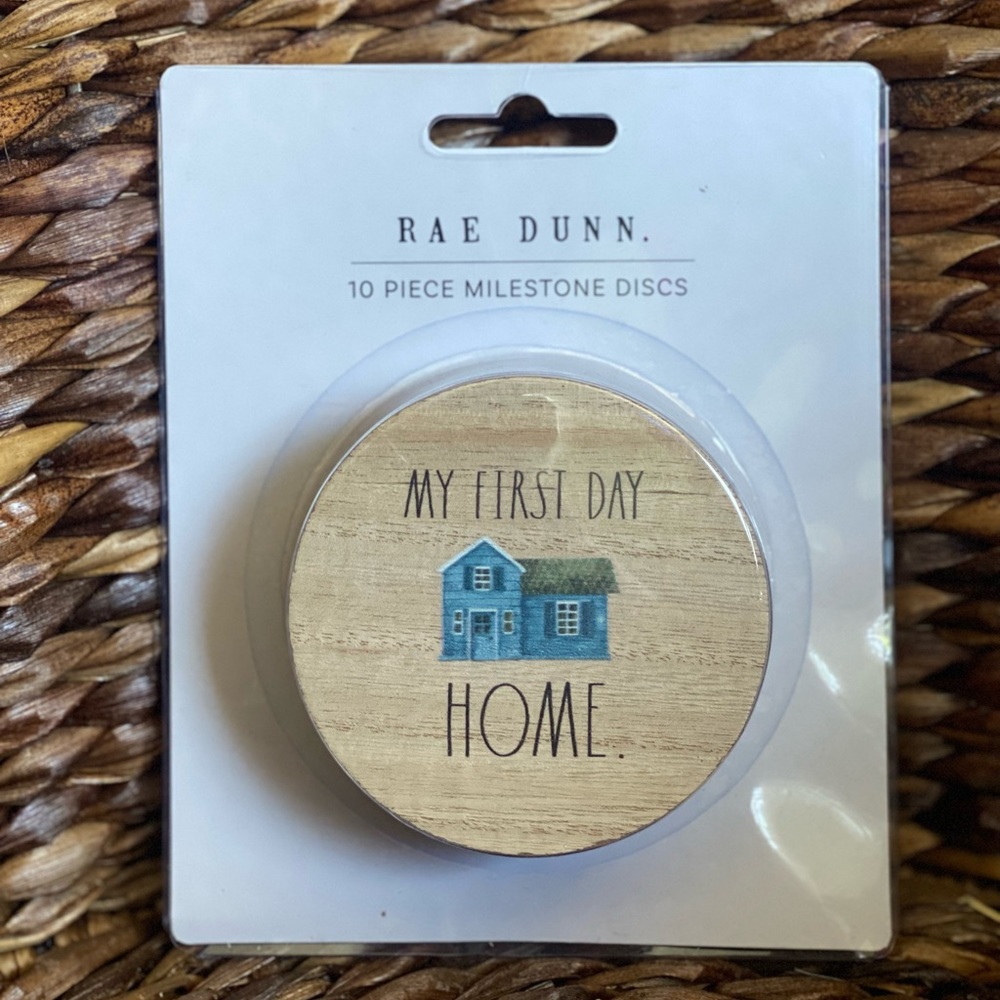 RAE DUNN.
10 PIECE MILESTONE DISCS
MY FIRST DAY
HOME.